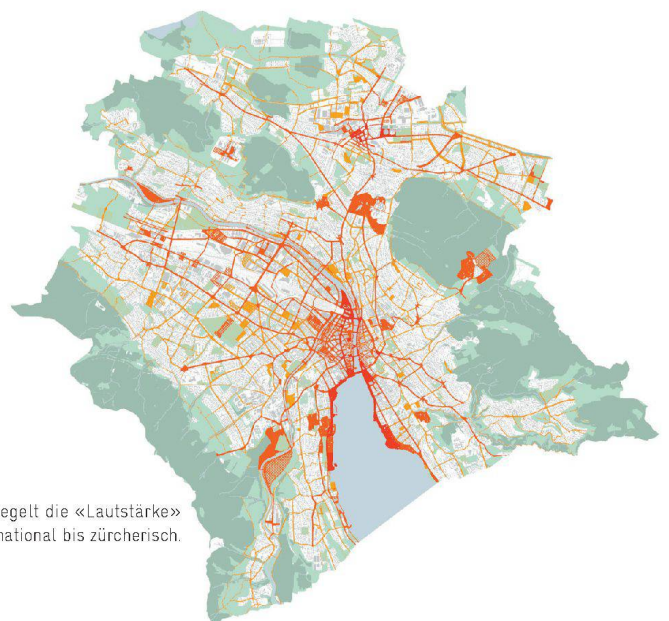 egelt die «Lautstärke»
national bis zürcherisch.